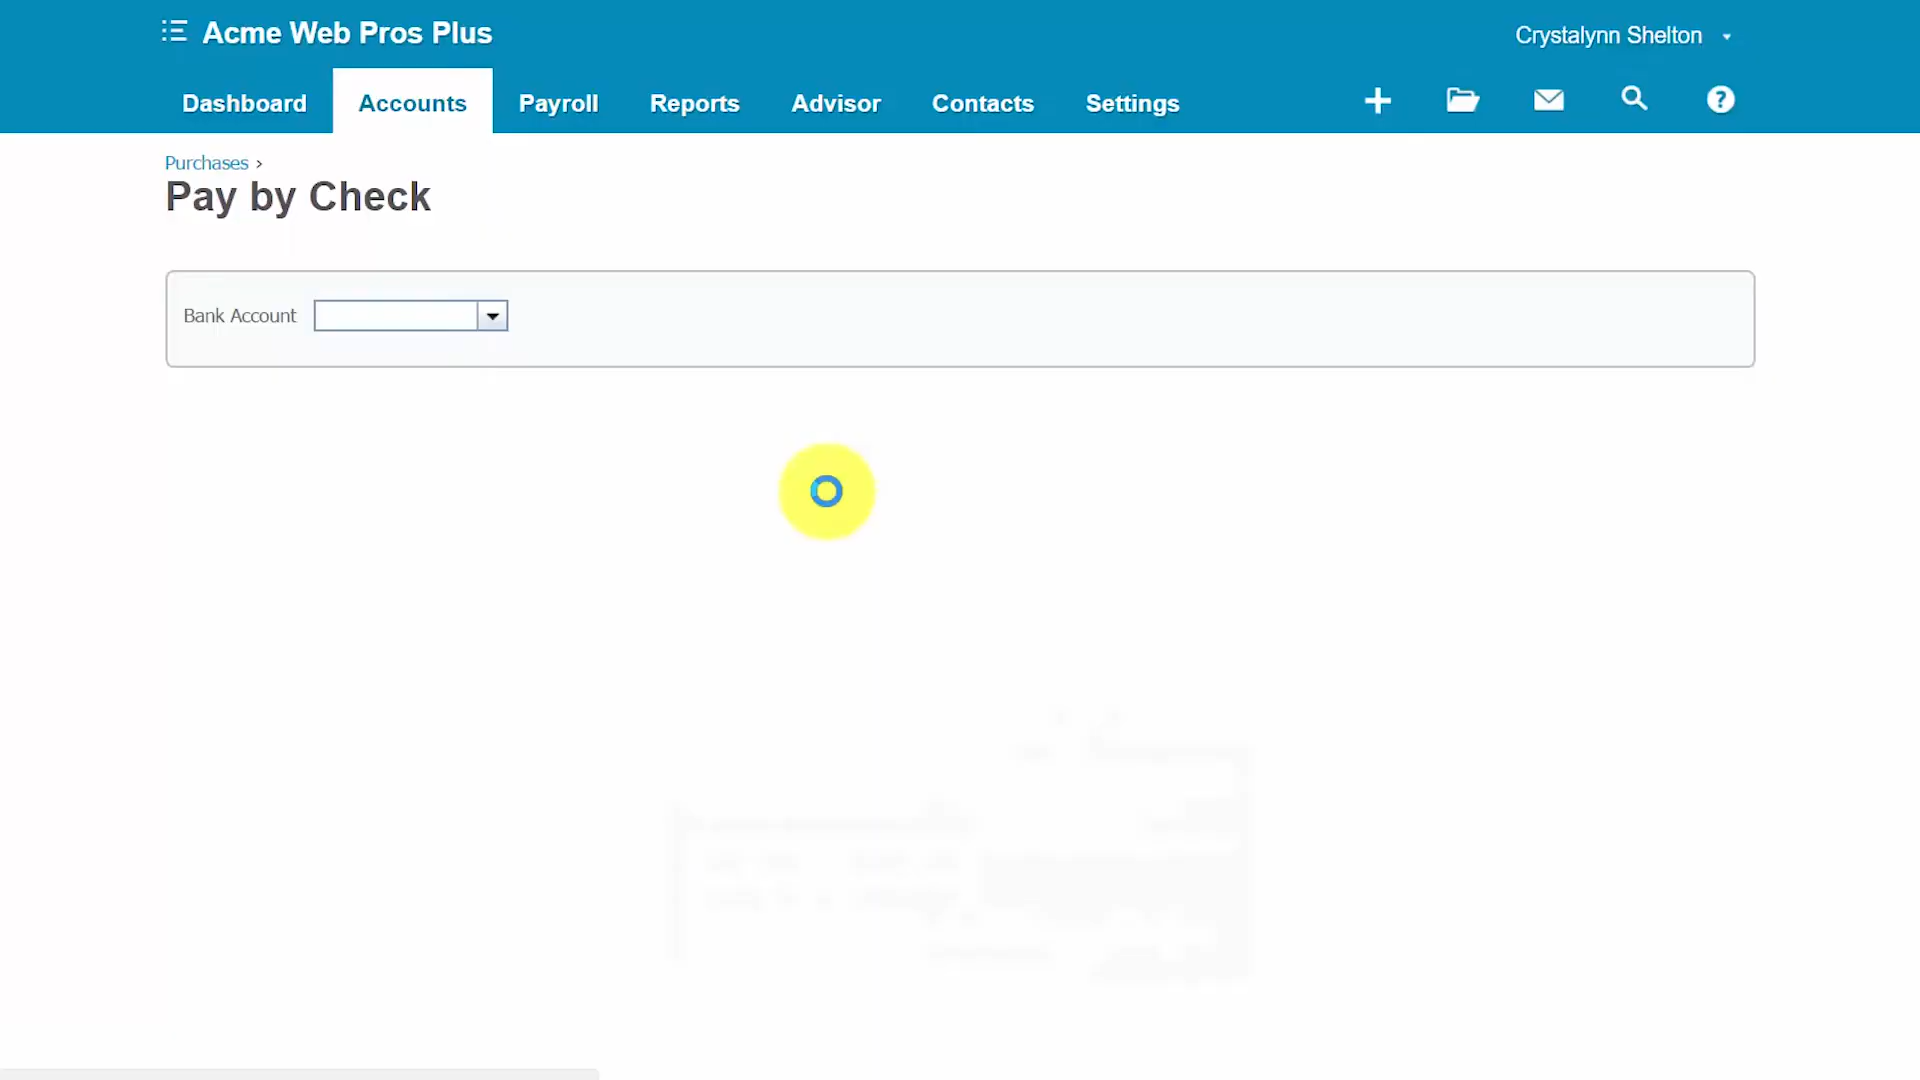 Acme Web Pros Plus
Crystalynn Shelton
Dashboard Accounts Payroll Reports Advisor Contacts Settings
Purchases ›
Pay by Check
Bank Account